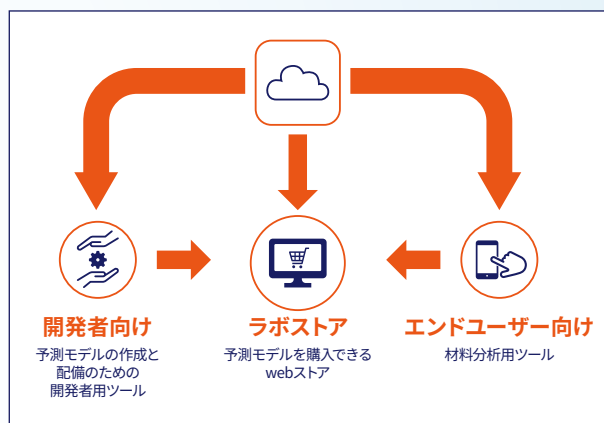 開発者向け
予測モデルの作成と
配備のための
開発者用ツール
ラボストア
予測モデルを購入できる
webストア
エンドユーザー向け
材料分析用ツール